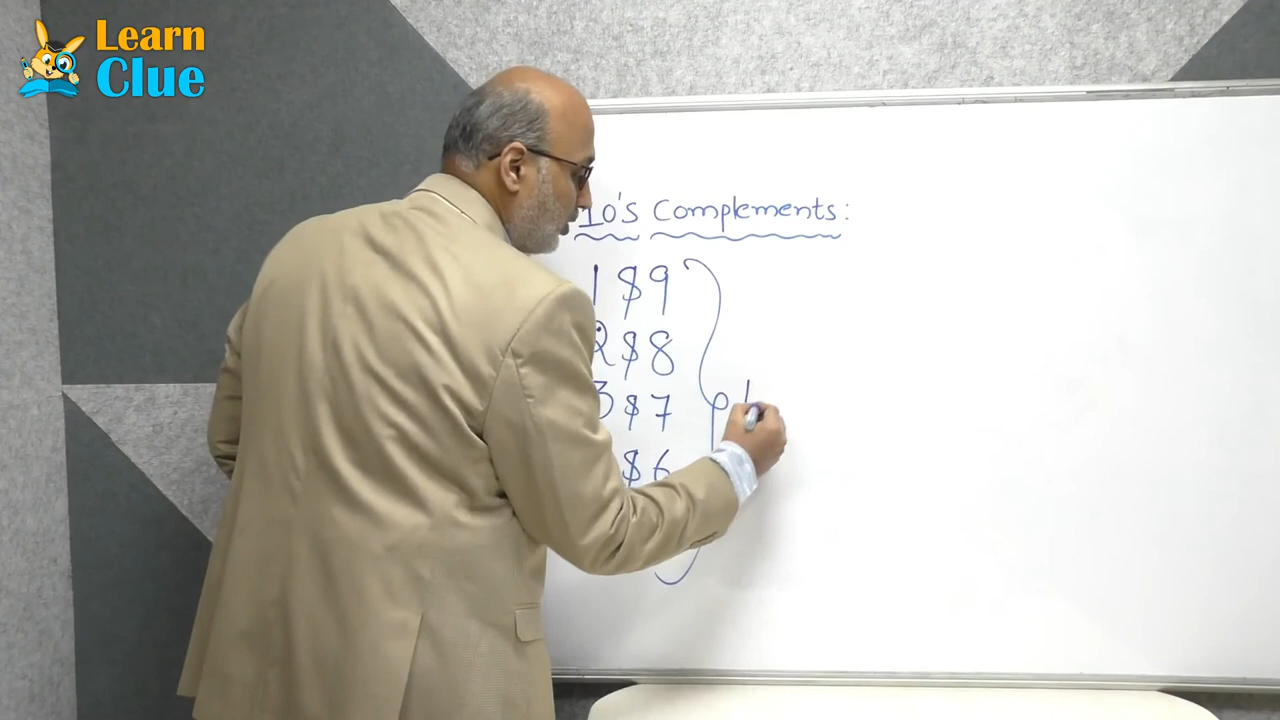 Learn
Clue
10's Complements:
1 $ 9
2 $ 8
3 $ 7
$ 6